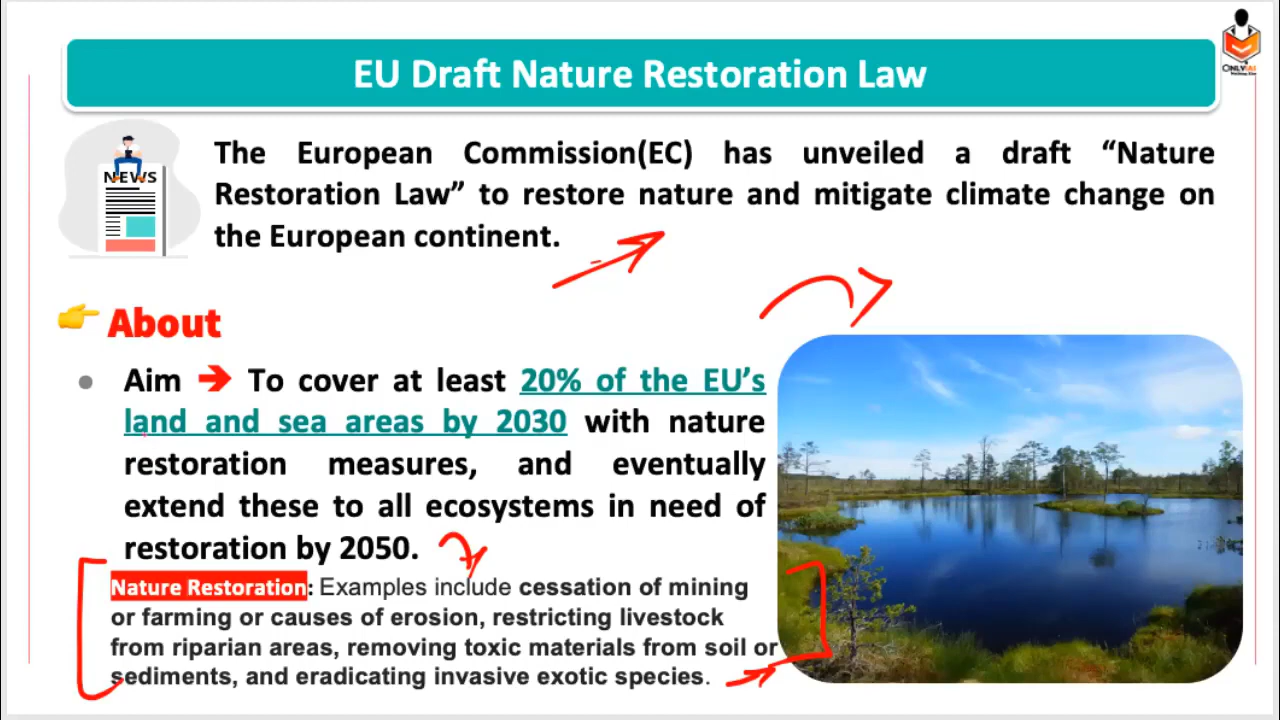 EU Draft Nature Restoration Law
ONLYIAS
NEWS
The European Commission(EC) has unveiled a draft “Nature
Restoration Law” to restore nature and mitigate climate change on
the European continent.
About
Aim → To cover at least 20% of the EU’s
land and sea areas by 2030 with nature
restoration measures, and eventually
extend these to all ecosystems in need of
restoration by 2050.
Nature Restoration: Examples include cessation of mining
or farming or causes of erosion, restricting livestock
from riparian areas, removing toxic materials from soil or
sediments, and eradicating invasive exotic species.